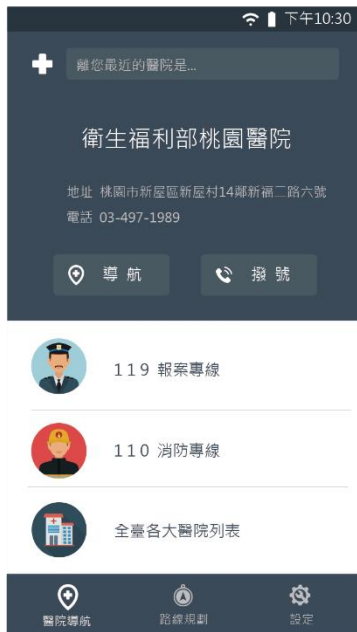 下午10:30
離您最近的醫院是...
衛生福利部桃園醫院
地址 桃園市新屋區新屋村14鄰新福二路六號
電話 03-497-1989
導航 撥號
119 報案專線
110 消防專線
全臺各大醫院列表
醫院導航 路線規劃 設定